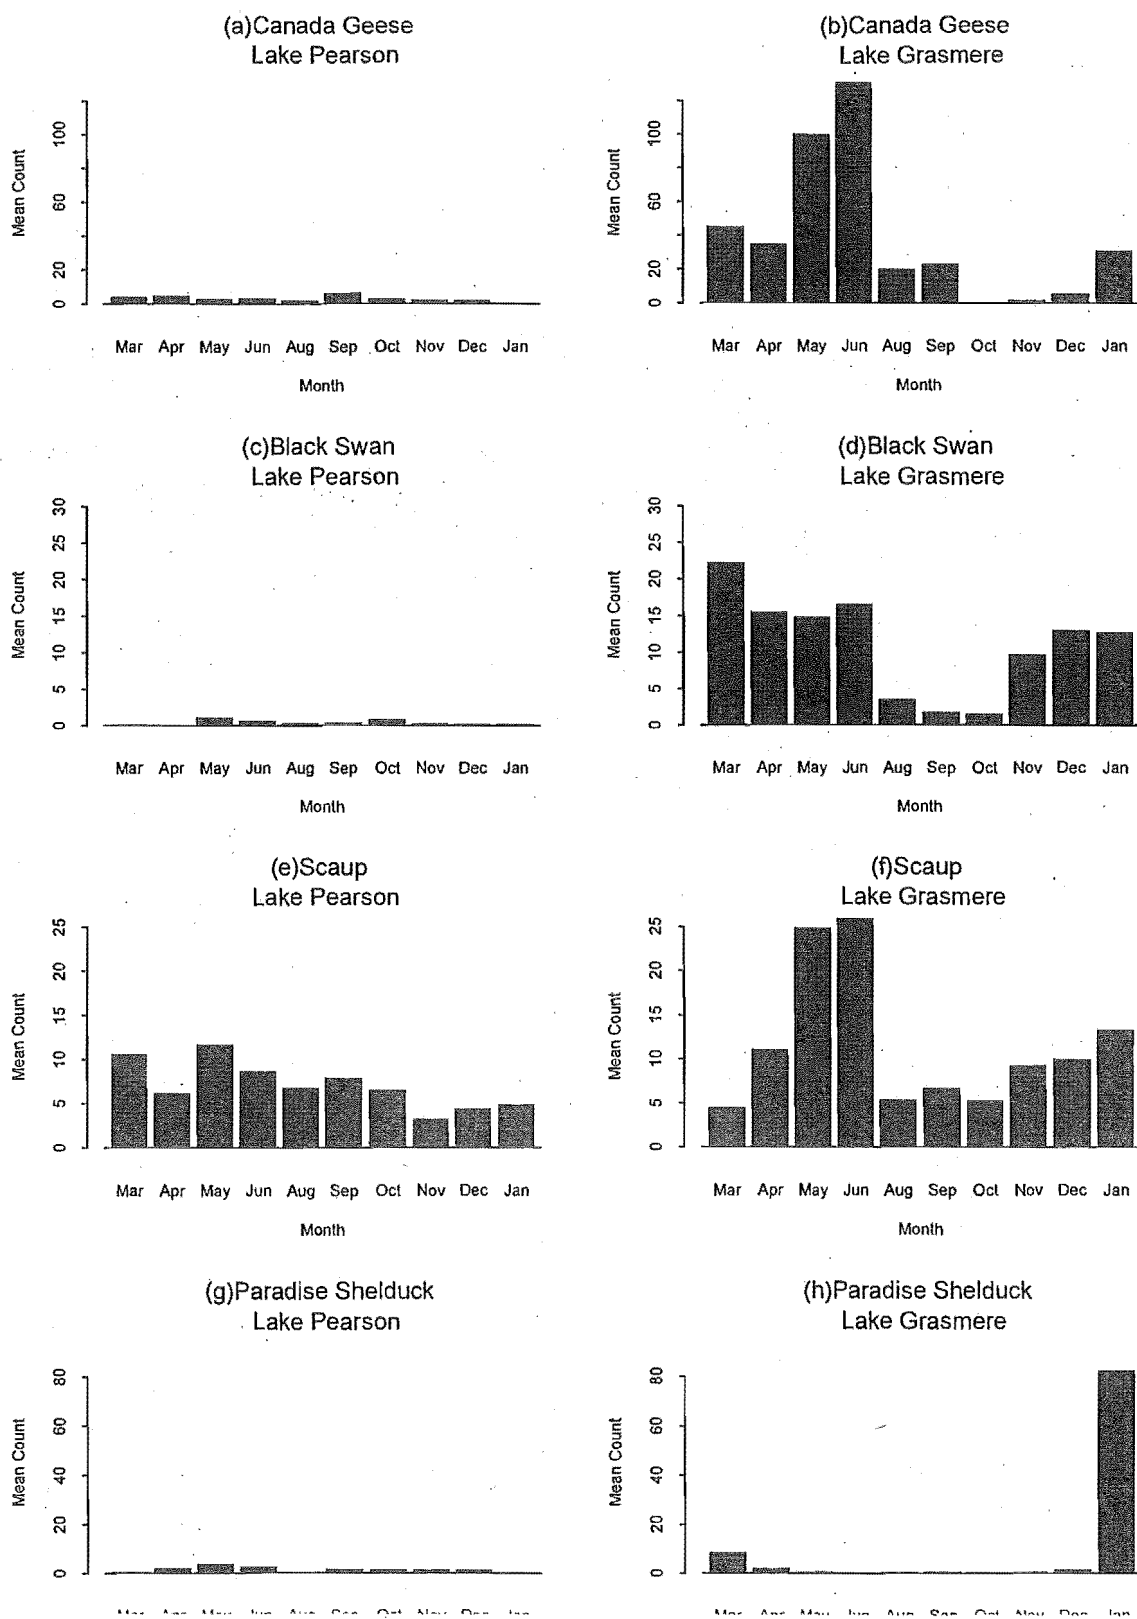 (a)Canada Geese
Lake Pearson
(b)Canada Geese
Lake Grasmere
Mean Count
100
60
20
0
Mar Apr May Jun Aug Sep Oct Nov Dec Jan
Month
Mean Count
100
60
20
0
Mar Apr May Jun Aug Sep Oct Nov Dec Jan
Month
(c)Black Swan
Lake Pearson
(d)Black Swan
Lake Grasmere
Mean Count
30
25
20
15
10
5
0
Mar Apr May Jun Aug Sep Oct Nov Dec Jan
Month
Mean Count
30
25
20
15
10
5
0
Mar Apr May Jun Aug Sep Oct Nov Dec Jan
Month
(e)Scaup
Lake Pearson
(f)Scaup
Lake Grasmere
Mean Count
25
20
15
10
5
0
Mar Apr May Jun Aug Sep Oct Nov Dec Jan
Month
Mean Count
25
20
15
10
5
0
Mar Apr May Jun Aug Sep Oct Nov Dec Jan
Month
(g)Paradise Shelduck
Lake Pearson
(h)Paradise Shelduck
Lake Grasmere
Mean Count
80
60
40
20
0
Mean Count
80
60
40
20
0